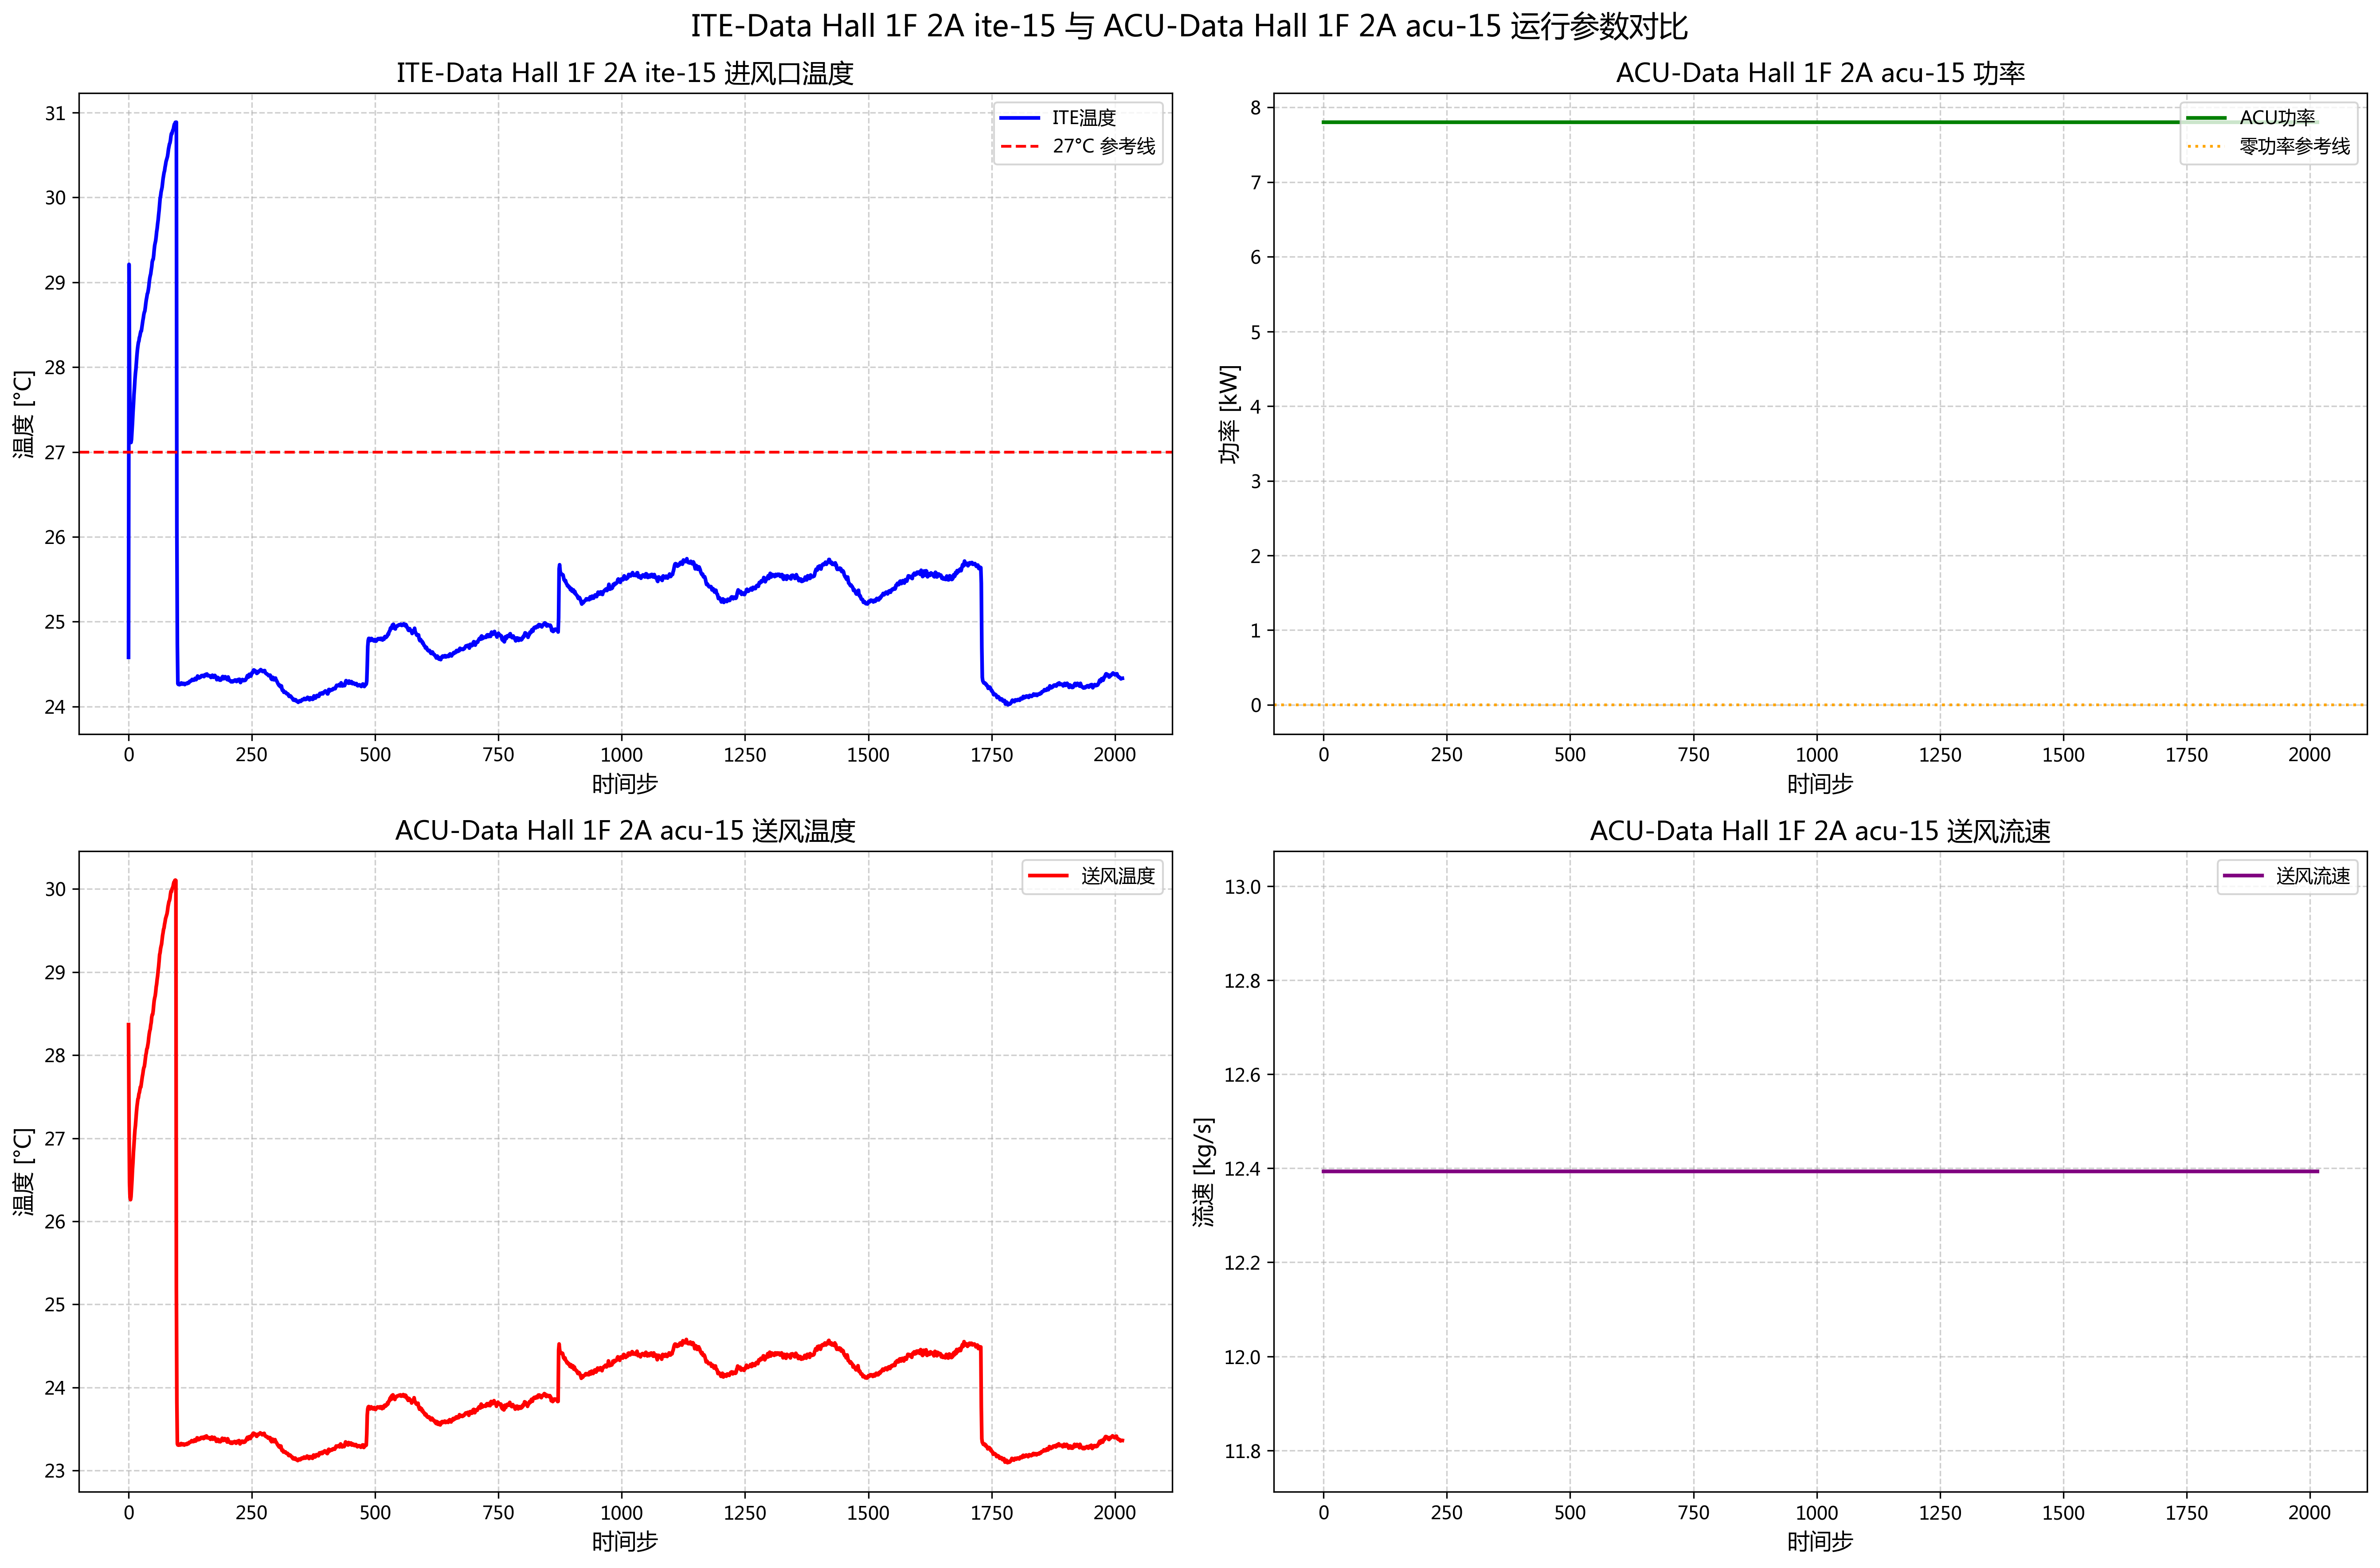 ITE-Data Hall 1F 2A ite-15 与 ACU-Data Hall 1F 2A acu-15 运行参数对比
ITE-Data Hall 1F 2A ite-15 进风口温度
31
30
29
28
27
26
25
24
温度 [°C]
0 250 500 750 1000 1250 1500 1750 2000
时间步
ITE温度
27°C 参考线
ACU-Data Hall 1F 2A acu-15 功率
8
7
6
5
4
3
2
1
0
功率 [kW]
0 250 500 750 1000 1250 1500 1750 2000
时间步
ACU功率
零功率参考线
ACU-Data Hall 1F 2A acu-15 送风温度
30
29
28
27
26
25
24
23
温度 [°C]
0 250 500 750 1000 1250 1500 1750 2000
时间步
送风温度
ACU-Data Hall 1F 2A acu-15 送风流速
13.0
12.8
12.6
12.4
12.2
12.0
11.8
流速 [kg/s]
0 250 500 750 1000 1250 1500 1750 2000
时间步
送风流速